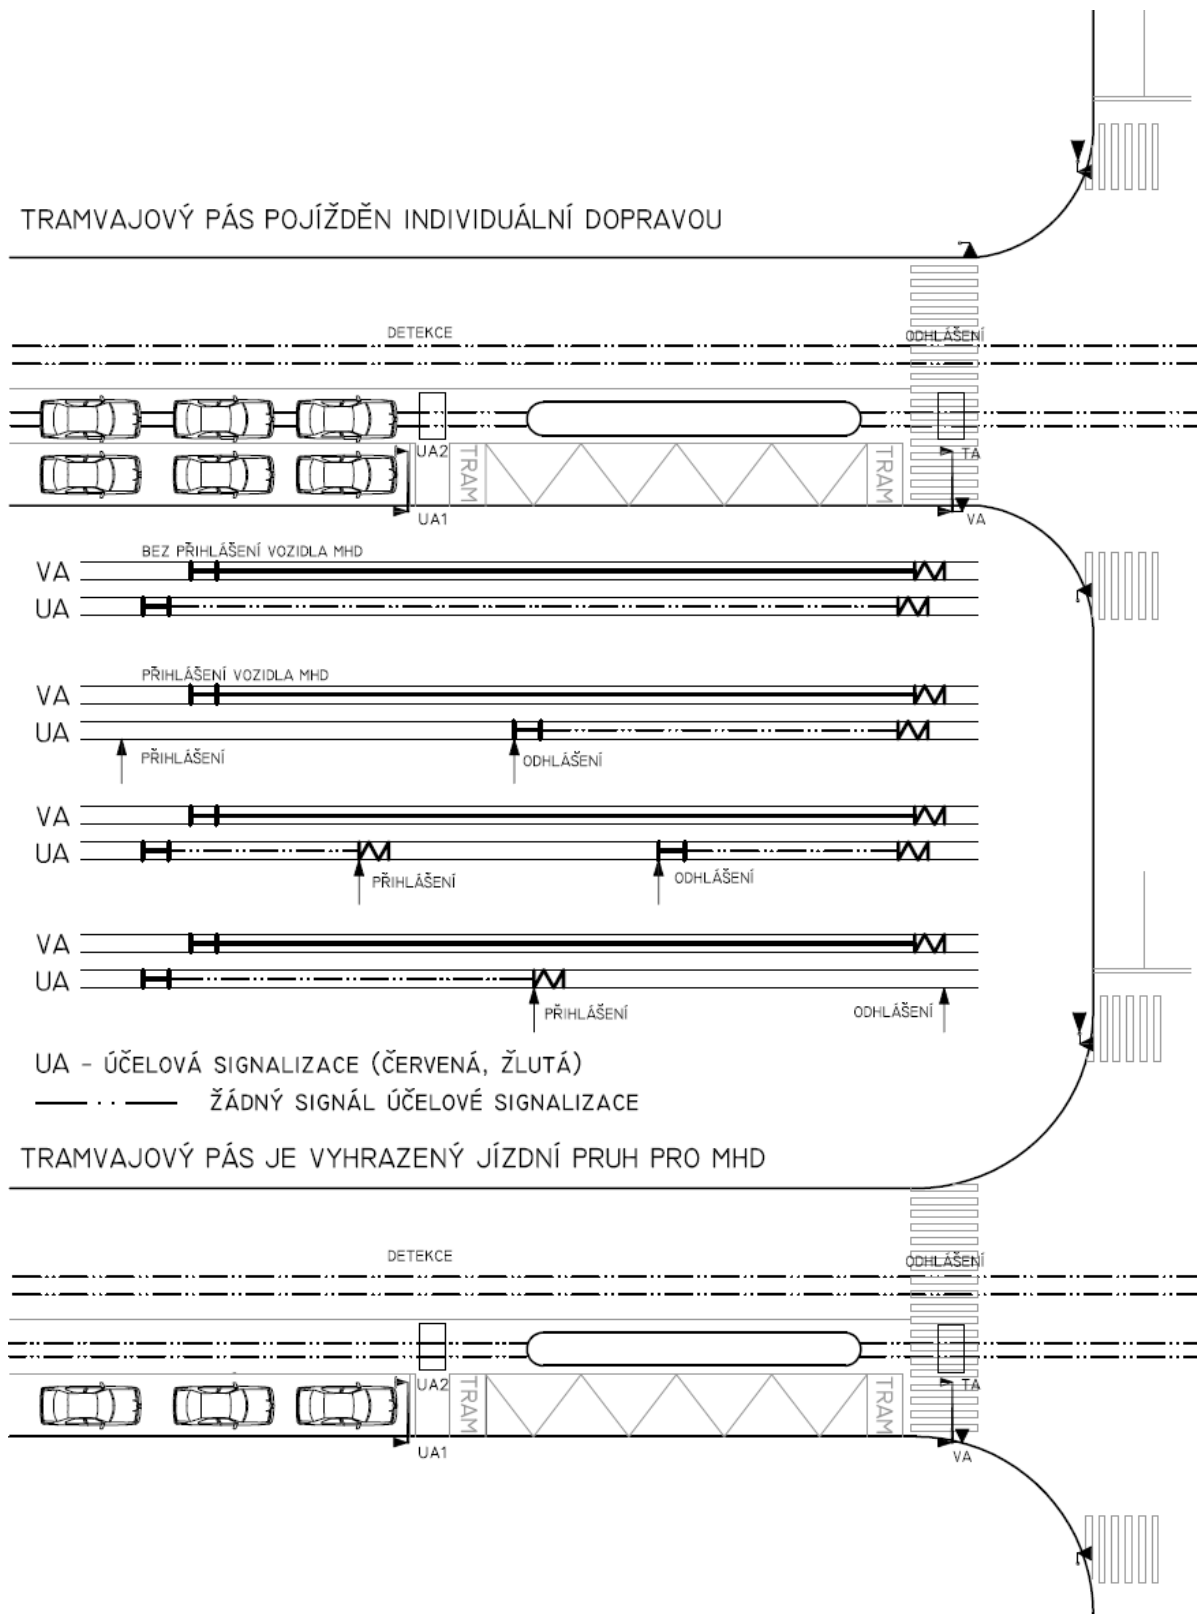 TRAMVAJOVÝ PÁS POJÍŽDĚN INDIVIDUÁLNÍ DOPRAVOU
DETEKCE
ODHLÁŠENÍ
UA2
TRAM
TRAM
TA
UA1
VA
BEZ PŘIHLÁŠENÍ VOZIDLA MHD
VA
UA
PŘIHLÁŠENÍ VOZIDLA MHD
VA
UA
PŘIHLÁŠENÍ
ODHLÁŠENÍ
VA
UA
PŘIHLÁŠENÍ
ODHLÁŠENÍ
VA
UA
PŘIHLÁŠENÍ
ODHLÁŠENÍ
UA - ÚČELOVÁ SIGNALIZACE (ČERVENÁ, ŽLUTÁ)
ŽÁDNÝ SIGNÁL ÚČELOVÉ SIGNALIZACE
TRAMVAJOVÝ PÁS JE VYHRAZENÝ JÍZDNÍ PRUH PRO MHD
DETEKCE
ODHLÁŠENÍ
UA2
TRAM
TRAM
TA
UA1
VA